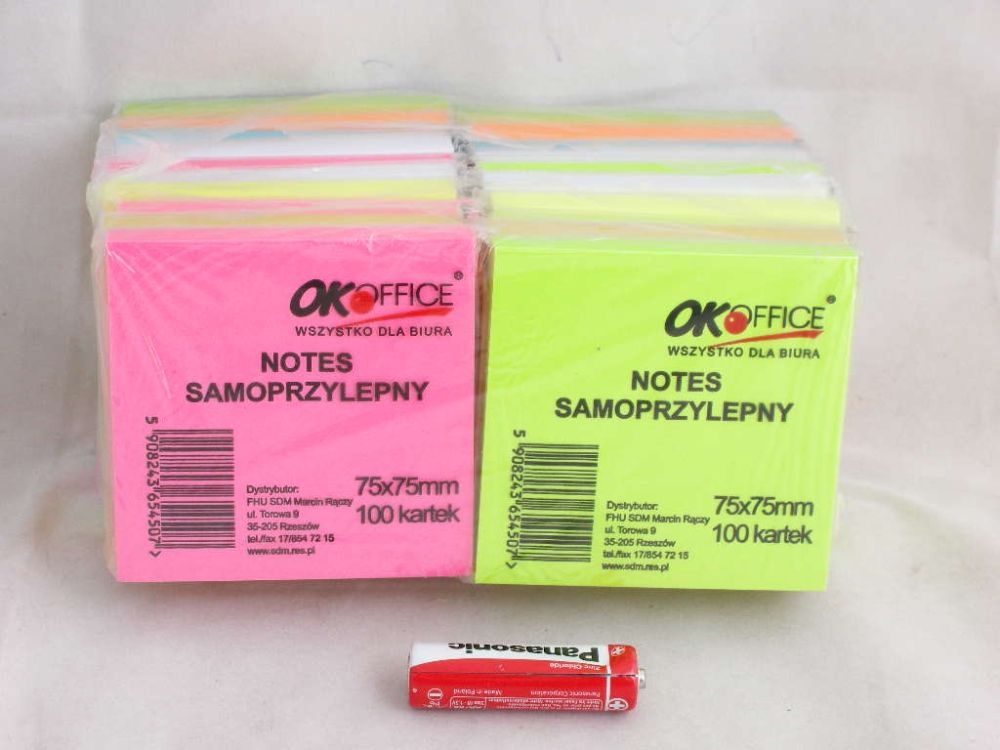 OK OFFICE®
WSZYSTKO DLA BIURA
NOTES
SAMOPRZYLEPNY
5 908243 654507 >
Dystrybutor:
FHU SDM Marcin Rączy
ul. Torowa 9
35-205 Rzeszów
tel./fax 17/854 72 15
www.sdm.res.pl
75x75mm
100 kartek
OK OFFICE®
WSZYSTKO DLA BIURA
NOTES
SAMOPRZYLEPNY
5 908243 654507 >
Dystrybutor:
FHU SDM Marcin Rączy
ul. Torowa 9
35-205 Rzeszów
tel./fax 17/854 72 15
www.sdm.res.pl
75x75mm
100 kartek
Panasonic
Zinc Chloride
Panasonic Corporation
Made in Poland